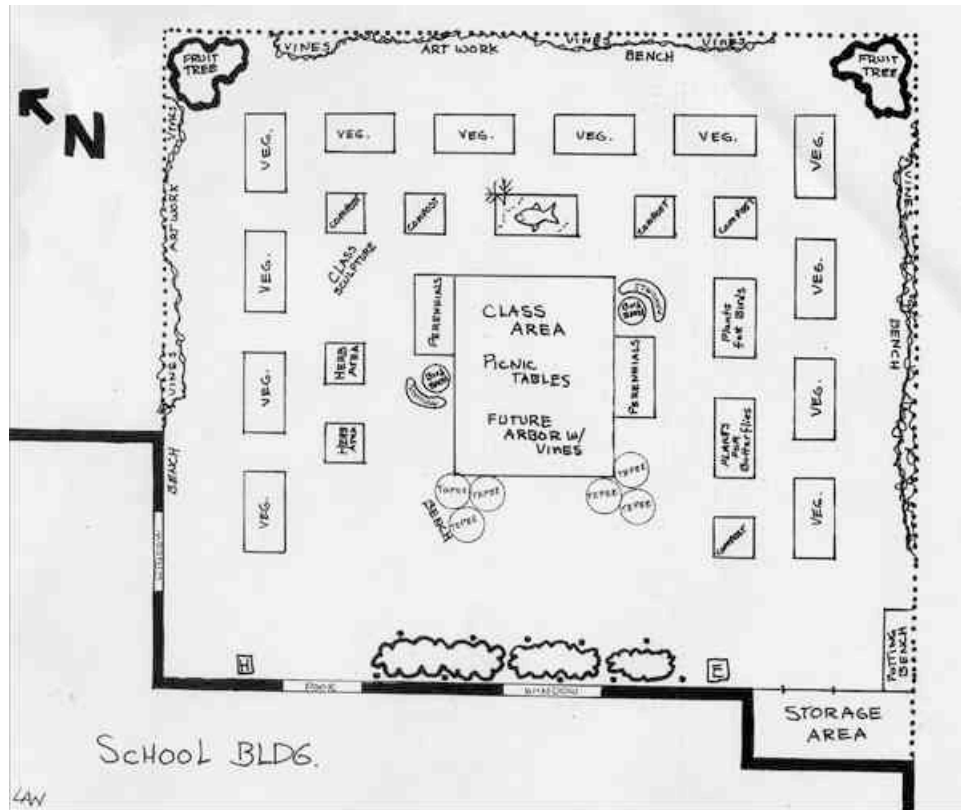 VINES
ART WORK
VINES
BENCH
VINES
FRUIT
TREE
FRUIT
TREE
N
VINES
ART WORK
VINES
BENCH
VINES
BENCH
VEG.
VEG.
VEG.
VEG.
VEG.
VEG.
COMPOST
COMPOST
COMPOST
COMPOST
CLASS
SCULPTURE
VEG.
VEG.
PERENNIALS
CLASS
AREA
PICNIC
TABLES
FUTURE
ARBOR W/
VINES
BIRD
BATH
Plants
for Birds
HERB
AREA
BIRD
BATH
PERENNIALS
VEG.
VEG.
HERB
AREA
PLANTS
FOR
Butterflies
TEPEE
TEPEE
TEPEE
BENCH
TEPEE
TEPEE
TEPEE
VEG.
VEG.
COMPOST
WINDOW
H
E
POTTING
BENCH
DOOR
WINDOW
STORAGE
AREA
SCHOOL BLDG.
LAW